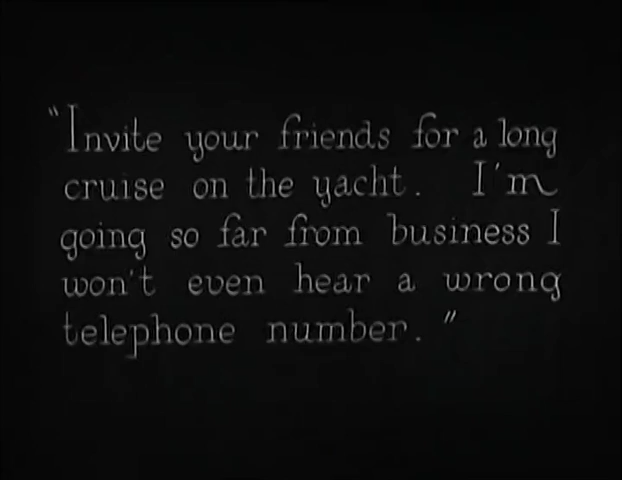 "Invite your friends for a long
cruise on the yacht. I'm
going so far from business I
won't even hear a wrong
telephone number."